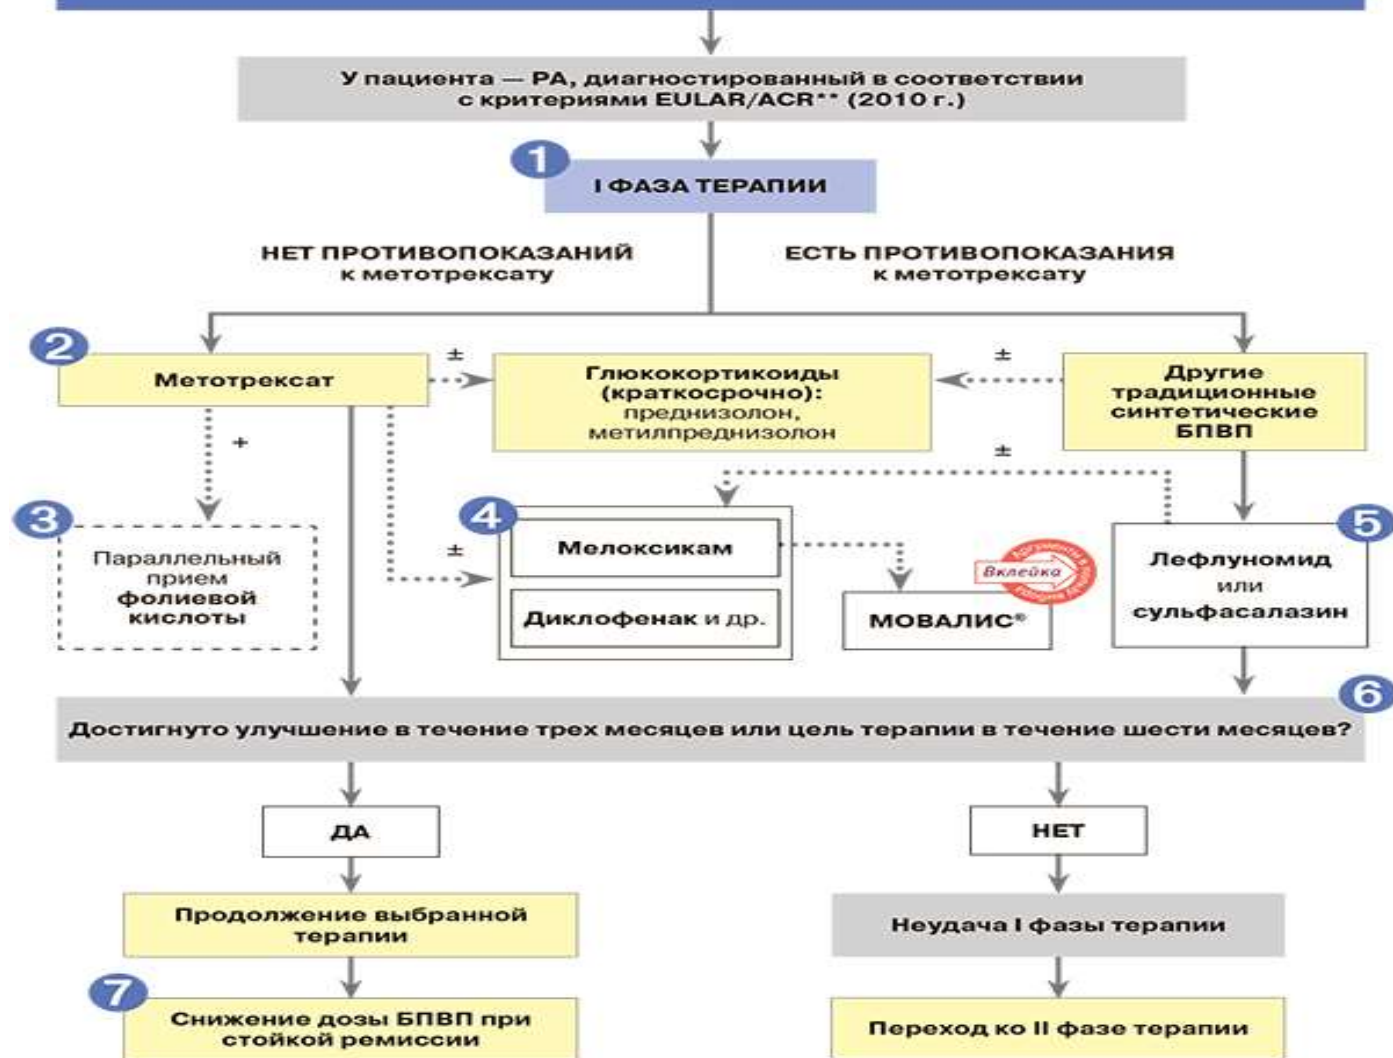 У пациента — РА, диагностированный в соответствии
с критериями EULAR/ACR** (2010 г.)
1
I ФАЗА ТЕРАПИИ
НЕТ ПРОТИВОПОКАЗАНИЙ
к метотрексату
ЕСТЬ ПРОТИВОПОКАЗАНИЯ
к метотрексату
2
Метотрексат
±
Глюкокортикоиды
(краткосрочно):
преднизолон,
метилпреднизолон
±
Другие
традиционные
синтетические
БПВП
+
±
3
Параллельный
прием
фолиевой
кислоты
±
4
Мелоксикам
Диклофенак и др.
Вклейка
МОВАЛИС®
5
Лефлуномид
или
сульфасалазин
6
Достигнуто улучшение в течение трех месяцев или цель терапии в течение шести месяцев?
ДА
НЕТ
Продолжение выбранной
терапии
Неудача I фазы терапии
7
Снижение дозы БПВП при
стойкой ремиссии
Переход ко II фазе терапии